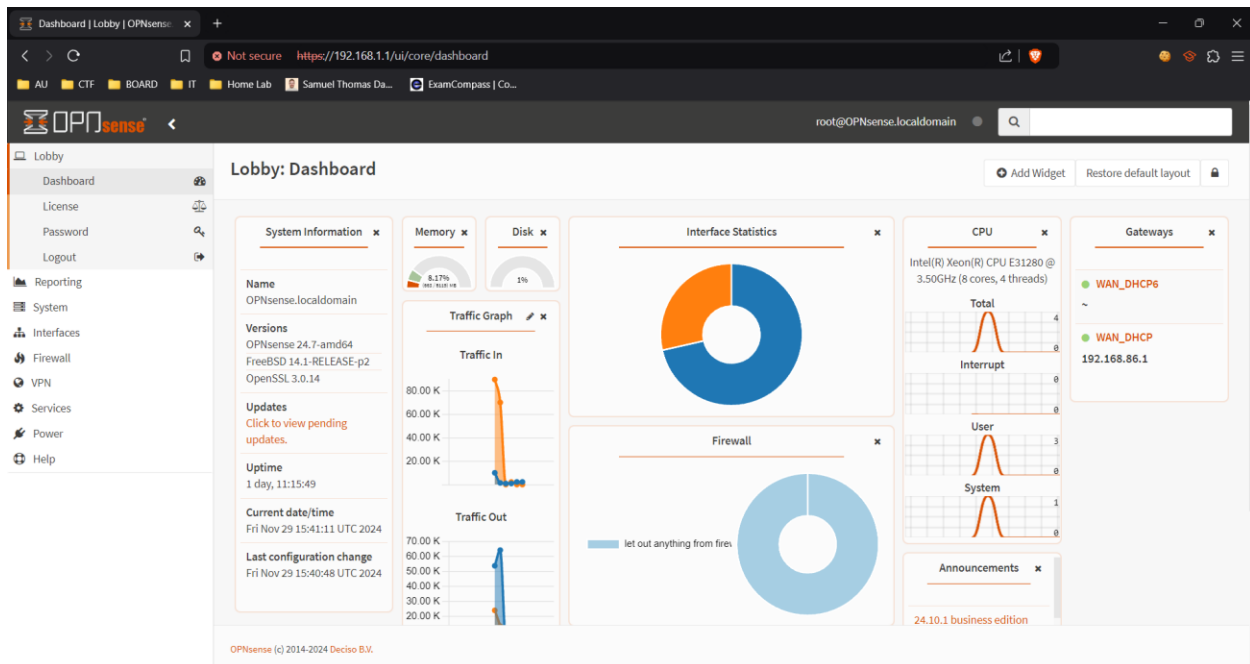 Dashboard | Lobby | OPNsense
Not secure https://192.168.1.1/ui/core/dashboard
AU CTF BOARD IT Home Lab Samuel Thomas Da... ExamCompass | Co...
OPNsense
root@OPNsense.localdomain
Lobby
Dashboard
License
Password
Logout
Reporting
System
Interfaces
Firewall
VPN
Services
Power
Help
Lobby: Dashboard
Add Widget Restore default layout
System Information
Name
OPNsense.localdomain
Versions
OPNsense 24.7-amd64
FreeBSD 14.1-RELEASE-p2
OpenSSL 3.0.14
Updates
Click to view pending
updates.
Uptime
1 day, 11:15:49
Current date/time
Fri Nov 29 15:41:11 UTC 2024
Last configuration change
Fri Nov 29 15:40:48 UTC 2024
Memory
8.17%
Disk
1%
Traffic Graph
Traffic In
80.00 K
60.00 K
40.00 K
20.00 K
Traffic Out
70.00 K
60.00 K
50.00 K
40.00 K
30.00 K
20.00 K
Interface Statistics
Firewall
let out anything from firew
CPU
Intel(R) Xeon(R) CPU E31280 @
3.50GHz (8 cores, 4 threads)
Total
4
0
Interrupt
0
0
User
3
0
System
1
0
Announcements
24.10.1 business edition
Gateways
WAN_DHCP6
~
WAN_DHCP
192.168.86.1
OPNsense (c) 2014-2024 Deciso B.V.